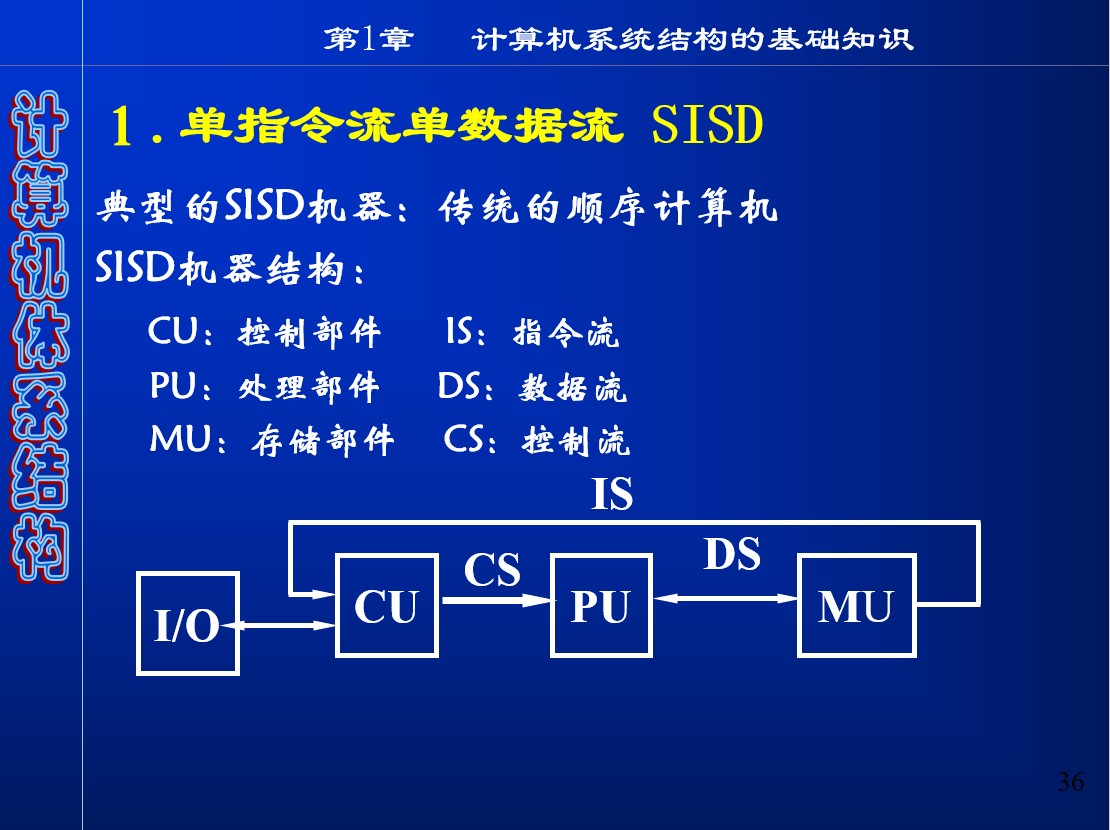 第1章 计算机系统结构的基础知识
计算机体系结构
1．单指令流单数据流 SISD
典型的SISD机器：传统的顺序计算机
SISD机器结构：
CU：控制部件 IS：指令流
PU：处理部件 DS：数据流
MU：存储部件 CS：控制流
IS
CS
DS
I/O
CU
PU
MU
36